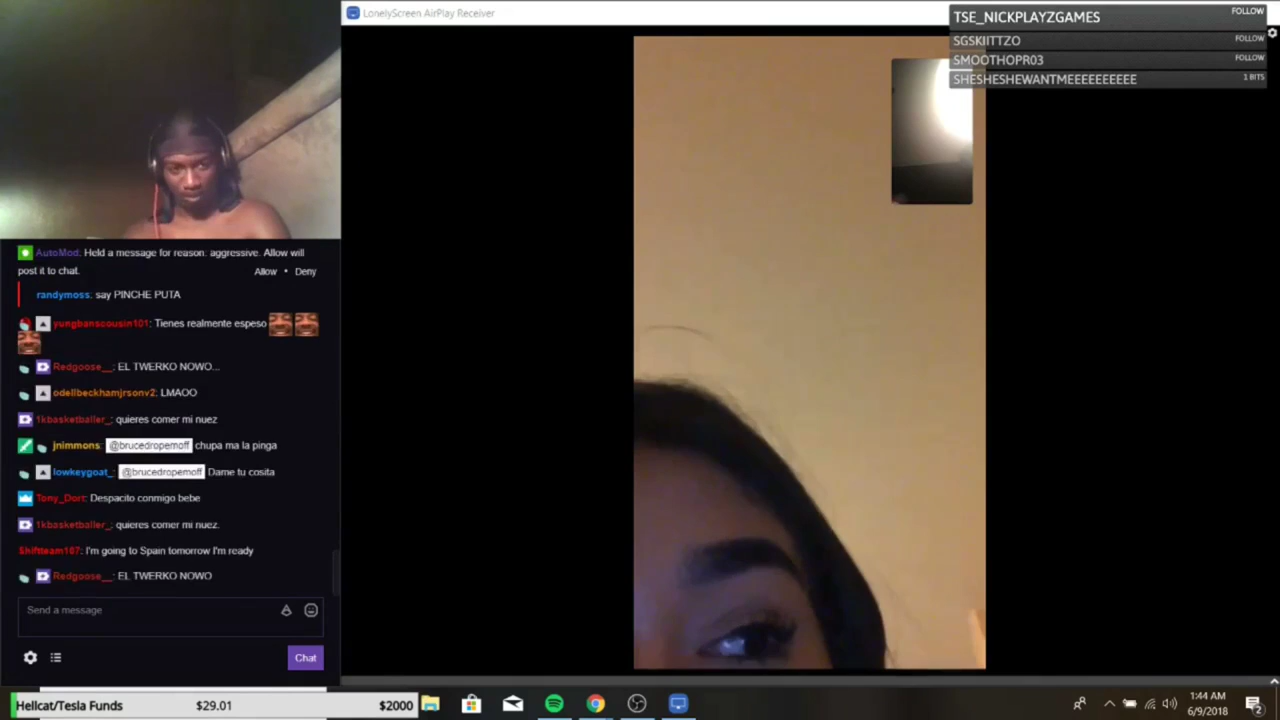 LonelyScreen AirPlay Receiver
TSE_NICKPLAYZGAMES FOLLOW
SGSKIITTZO FOLLOW
SMOOTHOPR03 FOLLOW
SHESHESHEWANTMEEEEEEEEEE 1 BITS
AutoMod: Held a message for reason: aggressive. Allow will
post it to chat. Allow • Deny
randymoss: say PINCHE PUTA
yungbanscousin101: Tienes realmente espeso
Redgoose__: EL TWERKO NOWO...
odellbeckhamjrsonv2: LMAOO
1kbasketballer_: quieres comer mi nuez
jnimmons: @brucedropemoff chupa ma la pinga
lowkeygoat_: @brucedropemoff Dame tu cosita
Tony_Dort: Despacito conmigo bebe
1kbasketballer_: quieres comer mi nuez.
Shiftteam107: I'm going to Spain tomorrow I'm ready
Redgoose__: EL TWERKO NOWO
Send a message
Chat
Hellcat/Tesla Funds $29.01 $2000
1:44 AM
6/9/2018
2